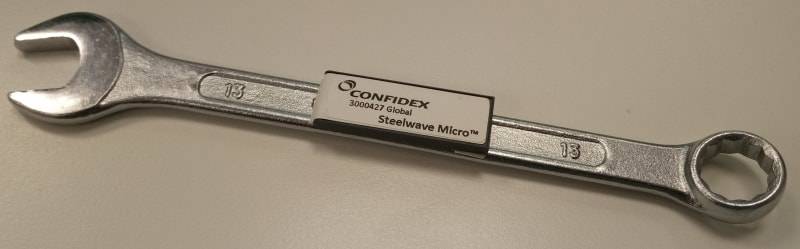 13
CONFIDEX
3000427 Global
Steelwave Micro™
13